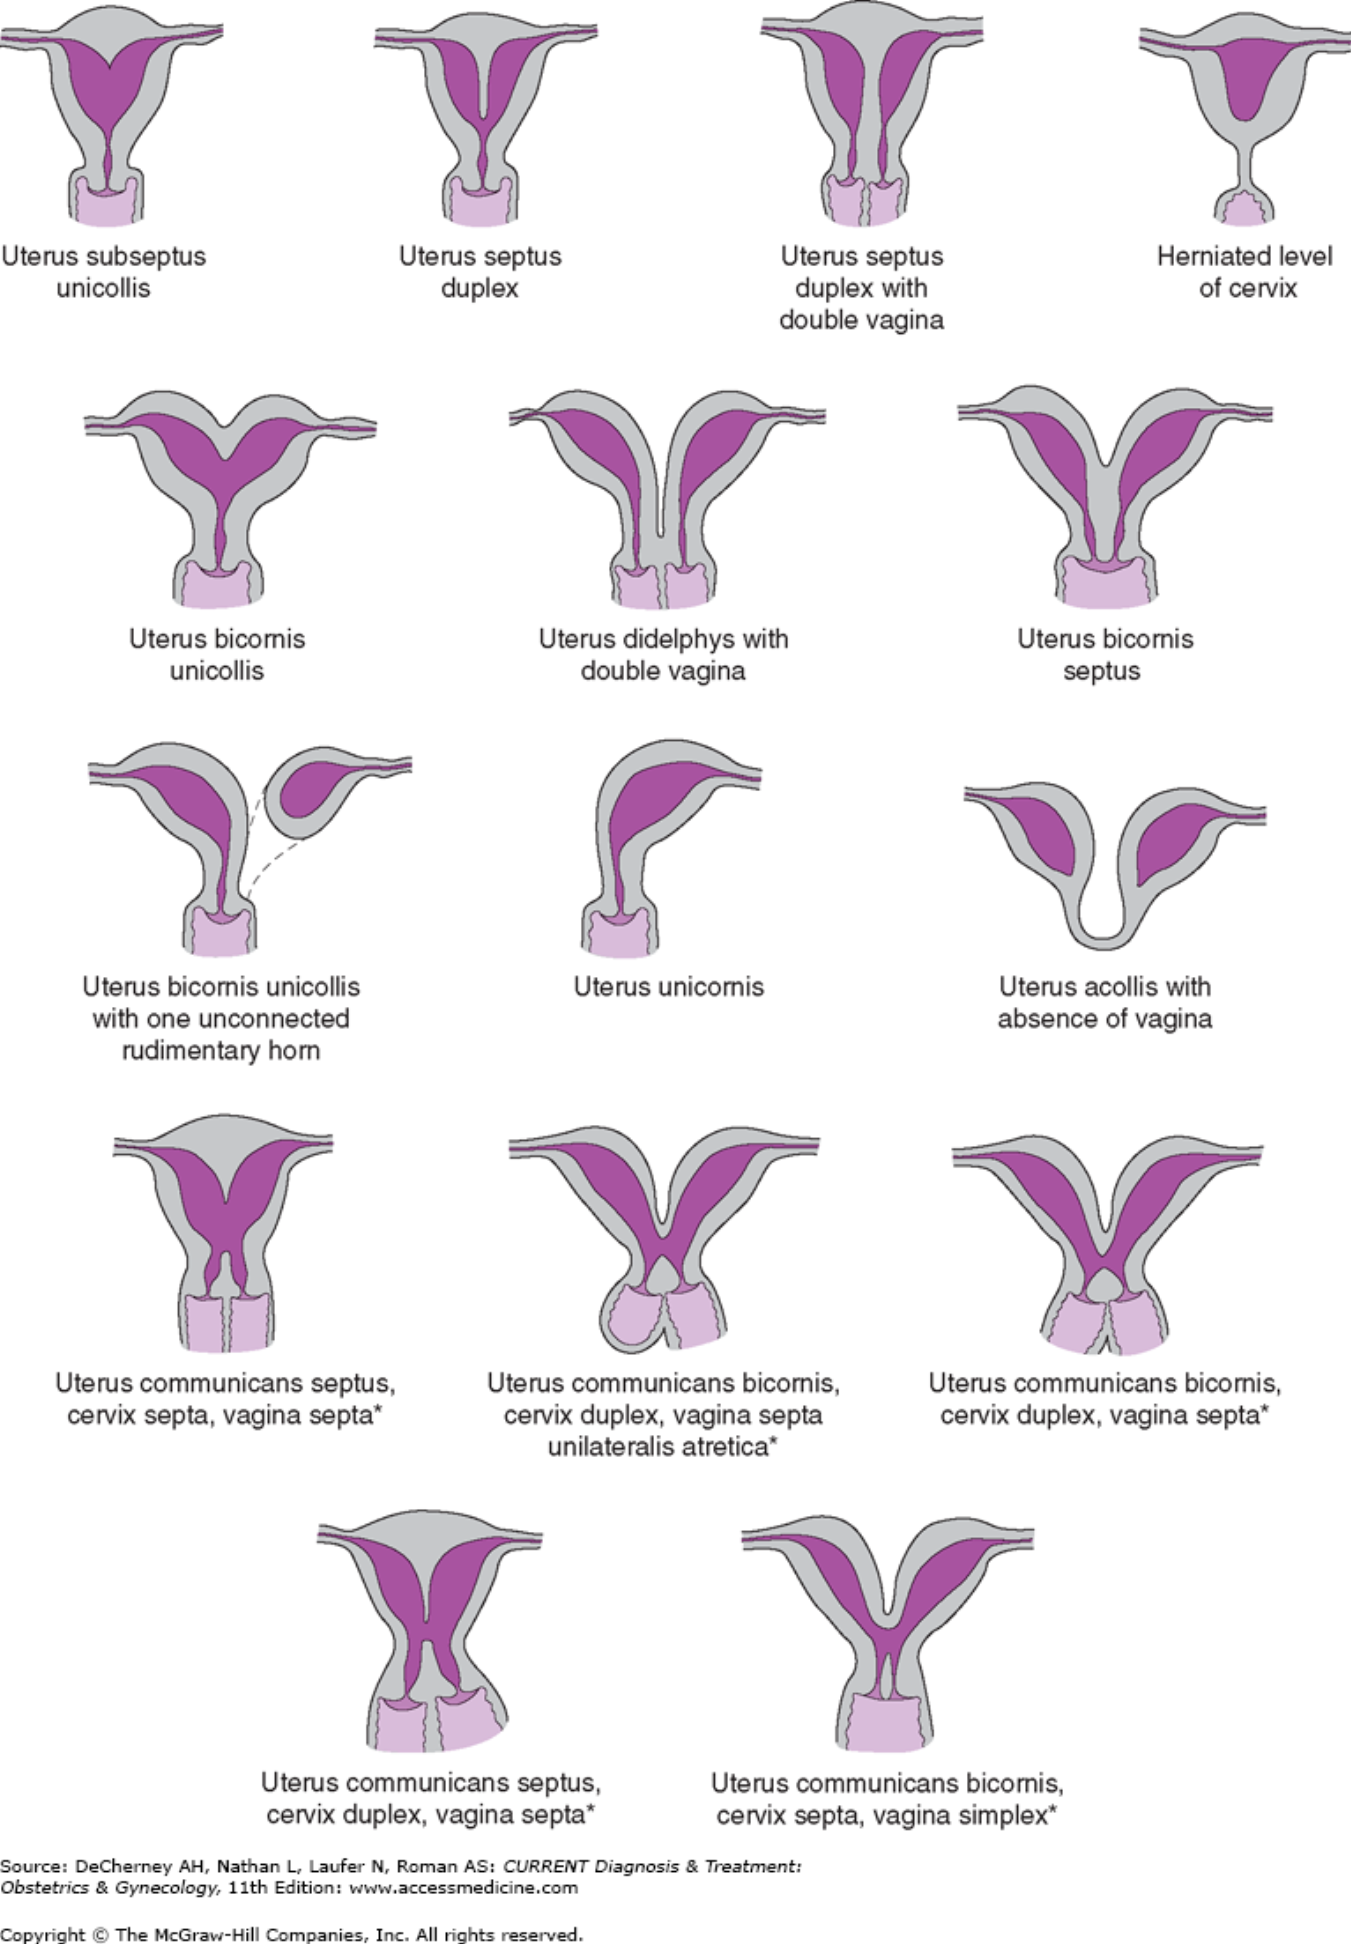 Uterus subseptus
unicollis
Uterus septus
duplex
Uterus septus
duplex with
double vagina
Herniated level
of cervix
Uterus bicornis
unicollis
Uterus didelphys with
double vagina
Uterus bicornis
septus
Uterus bicornis unicollis
with one unconnected
rudimentary horn
Uterus unicornis
Uterus acollis with
absence of vagina
Uterus communicans septus,
cervix septa, vagina septa*
Uterus communicans bicornis,
cervix duplex, vagina septa
unilateralis atretica*
Uterus communicans bicornis,
cervix duplex, vagina septa*
Uterus communicans septus,
cervix duplex, vagina septa*
Uterus communicans bicornis,
cervix septa, vagina simplex*
Source: DeCherney AH, Nathan L, Laufer N, Roman AS: CURRENT Diagnosis & Treatment:
Obstetrics & Gynecology, 11th Edition: www.accessmedicine.com
Copyright © The McGraw-Hill Companies, Inc. All rights reserved.